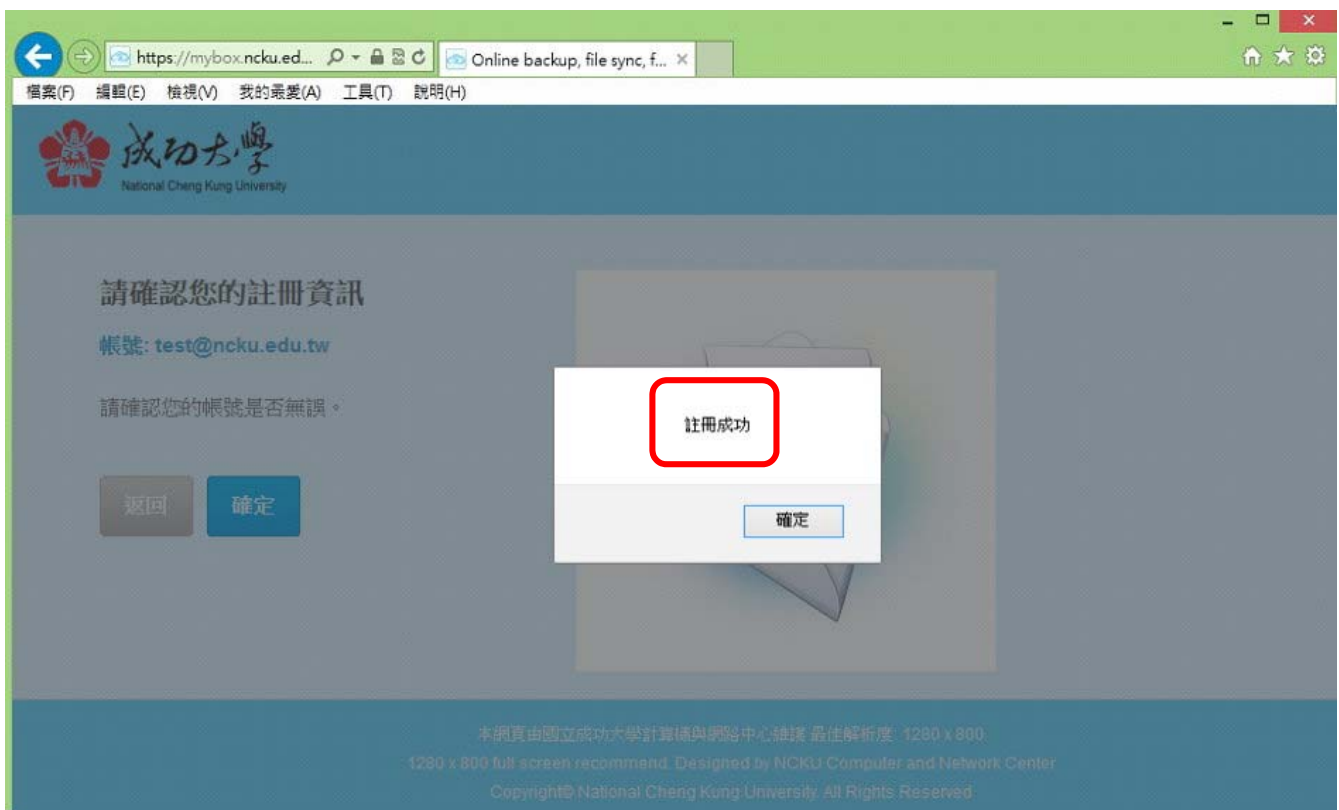 https://mybox.ncku.ed...
Online backup, file sync, f...
檔案(F) 編輯(E) 檢視(V) 我的最愛(A) 工具(T) 說明(H)
成功大學
National Cheng Kung University
請確認您的註冊資訊
帳號: test@ncku.edu.tw
請確認您的帳號是否無誤。
註冊成功
返回 確定
確定
本網頁由國立成功大學計算機與網路中心維護 最佳解析度: 1280 x 800
1280 x 800 full screen recommend. Designed by NCKU Computer and Network Center
Copyright© National Cheng Kung University. All Rights Reserved